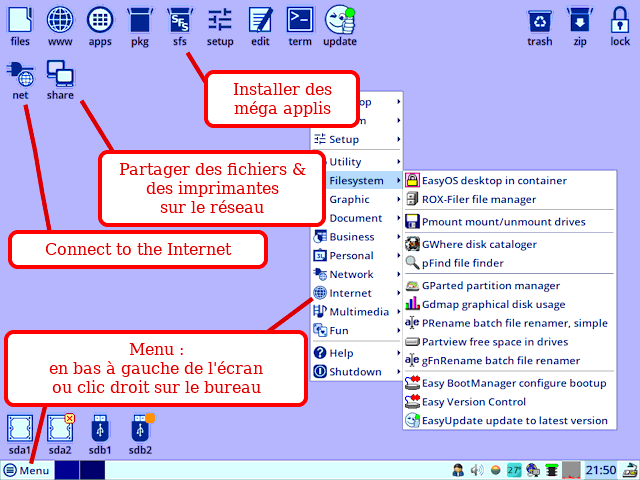 files www apps pkg sfs setup edit term update trash zip lock
net share
Installer des
méga applis
Partager des fichiers &
des imprimantes
sur le réseau
Connect to the Internet
Menu :
en bas à gauche de l'écran
ou clic droit sur le bureau
Setup
Utility
Filesystem
Graphic
Document
Business
Personal
Network
Internet
Multimedia
Fun
Help
Shutdown
EasyOS desktop in container
ROX-Filer file manager
Pmount mount/unmount drives
GWhere disk cataloger
pFind file finder
GParted partition manager
Gdmap graphical disk usage
PRename batch file renamer, simple
Partview free space in drives
gFnRename batch file renamer
Easy BootManager configure bootup
Easy Version Control
EasyUpdate update to latest version
sda1 sda2 sdb1 sdb2
Menu 27° 21:50